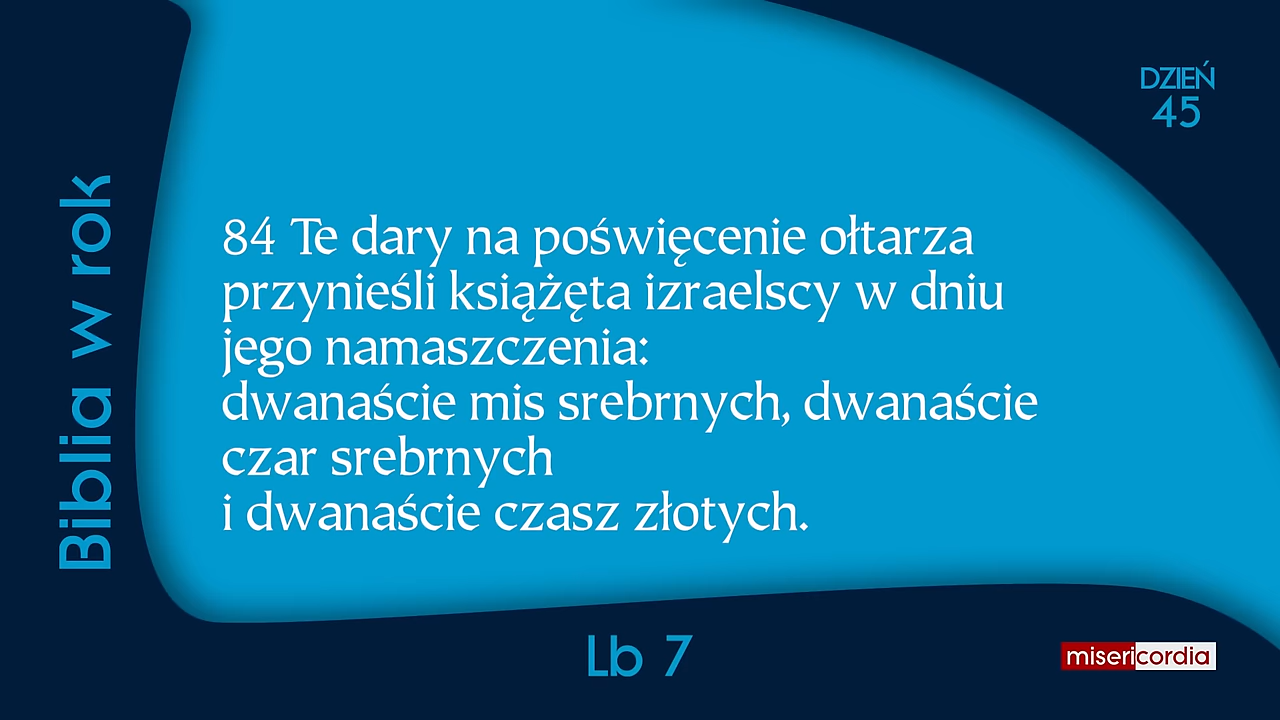 DZIEŃ
45
Biblia w rok
84 Te dary na poświęcenie ołtarza
przynieśli książęta izraelscy w dniu
jego namaszczenia:
dwanaście mis srebrnych, dwanaście
czar srebrnych
i dwanaście czasz złotych.
Lb 7
misericordia